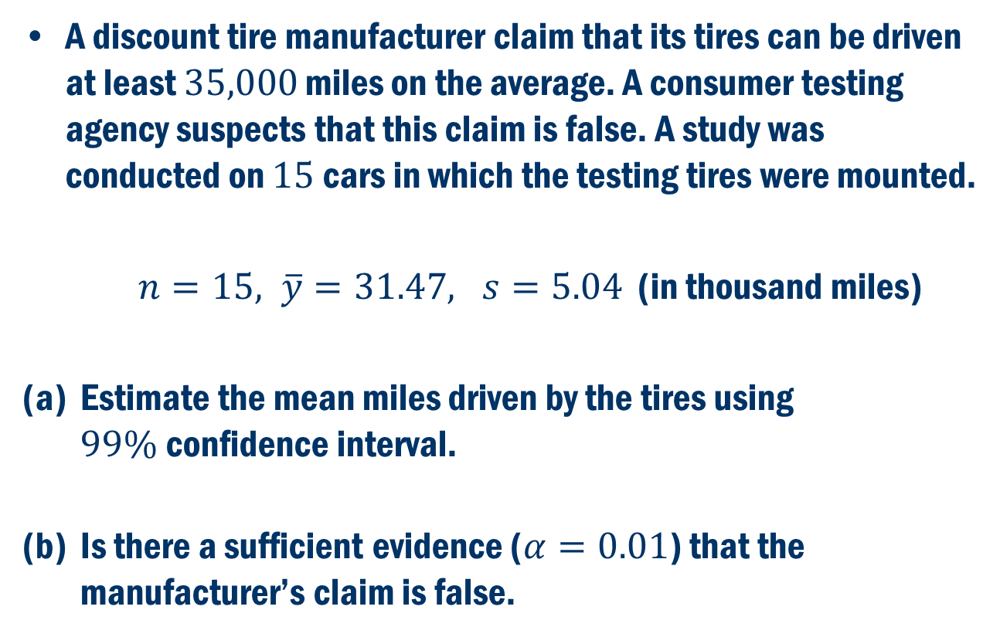 • A discount tire manufacturer claim that its tires can be driven
at least 35,000 miles on the average. A consumer testing
agency suspects that this claim is false. A study was
conducted on 15 cars in which the testing tires were mounted.
n = 15, ȳ = 31.47, s = 5.04 (in thousand miles)
(a) Estimate the mean miles driven by the tires using
99% confidence interval.
(b) Is there a sufficient evidence (α = 0.01) that the
manufacturer’s claim is false.